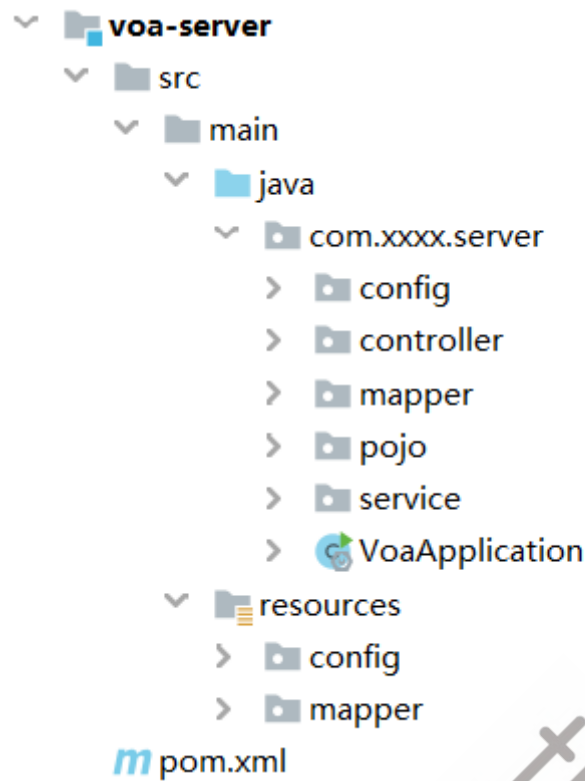 voa-server
src
main
java
com.xxxx.server
config
controller
mapper
pojo
service
VoaApplication
resources
config
mapper
m pom.xml